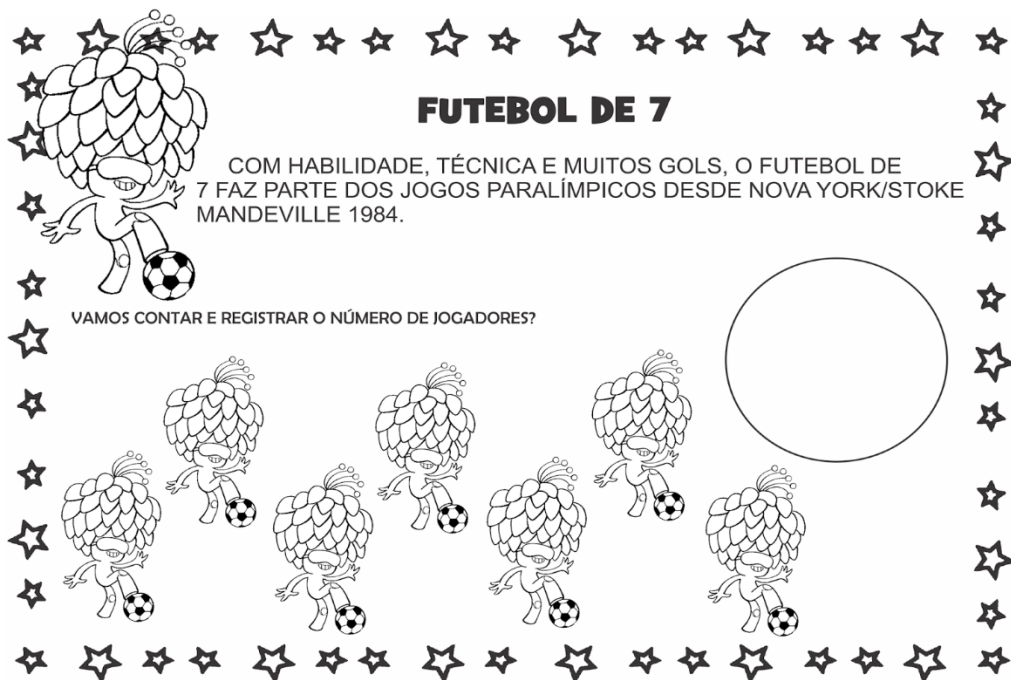 FUTEBOL DE 7
COM HABILIDADE, TÉCNICA E MUITOS GOLS, O FUTEBOL DE
7 FAZ PARTE DOS JOGOS PARALÍMPICOS DESDE NOVA YORK/STOKE
MANDEVILLE 1984.
VAMOS CONTAR E REGISTRAR O NÚMERO DE JOGADORES?